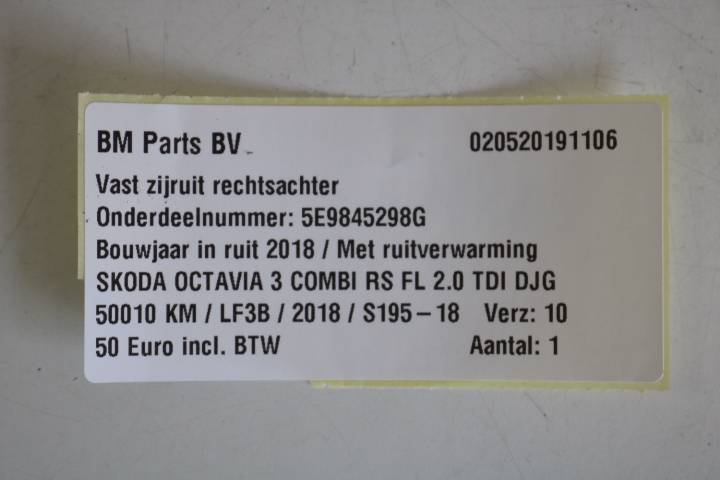 BM Parts BV 020520191106
Vast zijruit rechtsachter
Onderdeelnummer: 5E9845298G
Bouwjaar in ruit 2018 / Met ruitverwarming
SKODA OCTAVIA 3 COMBI RS FL 2.0 TDI DJG
50010 KM / LF3B / 2018 / S195-18 Verz: 10
50 Euro incl. BTW Aantal: 1